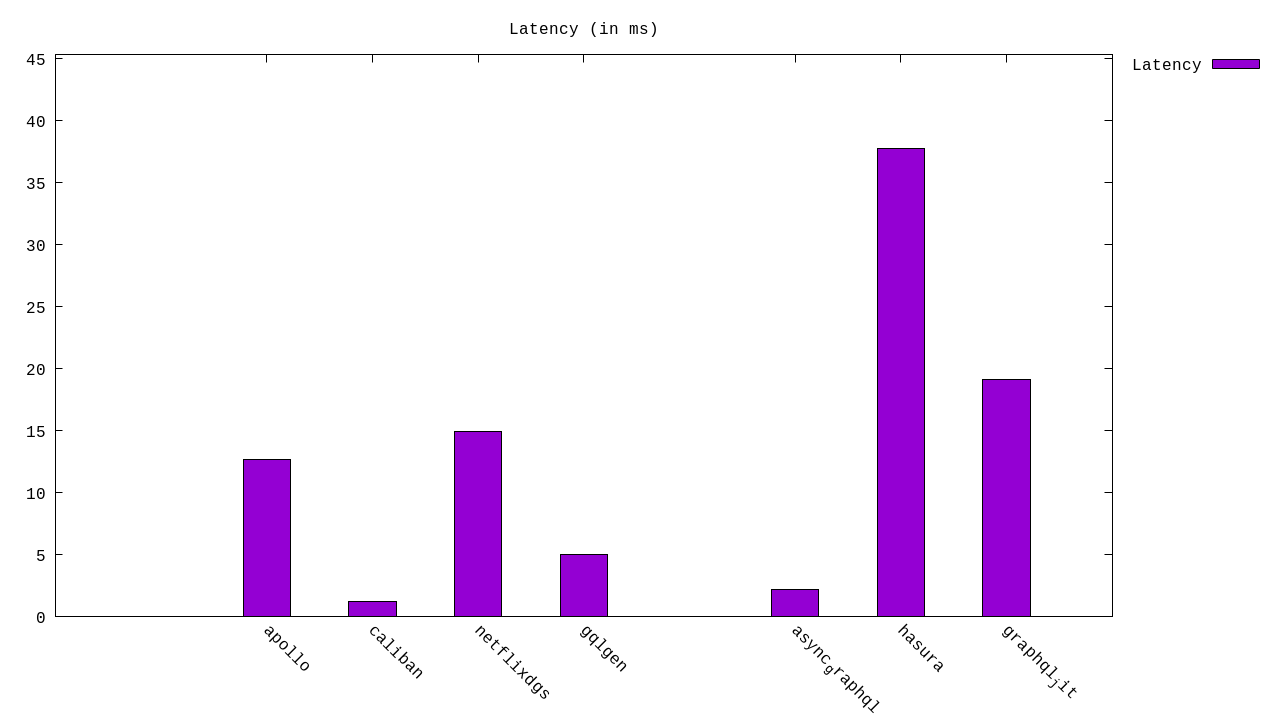 Latency (in ms)
Latency
45
40
35
30
25
20
15
10
5
0
apollo
caliban
netflixdgs
gqlgen
async_graphql
hasura
graphql_jit